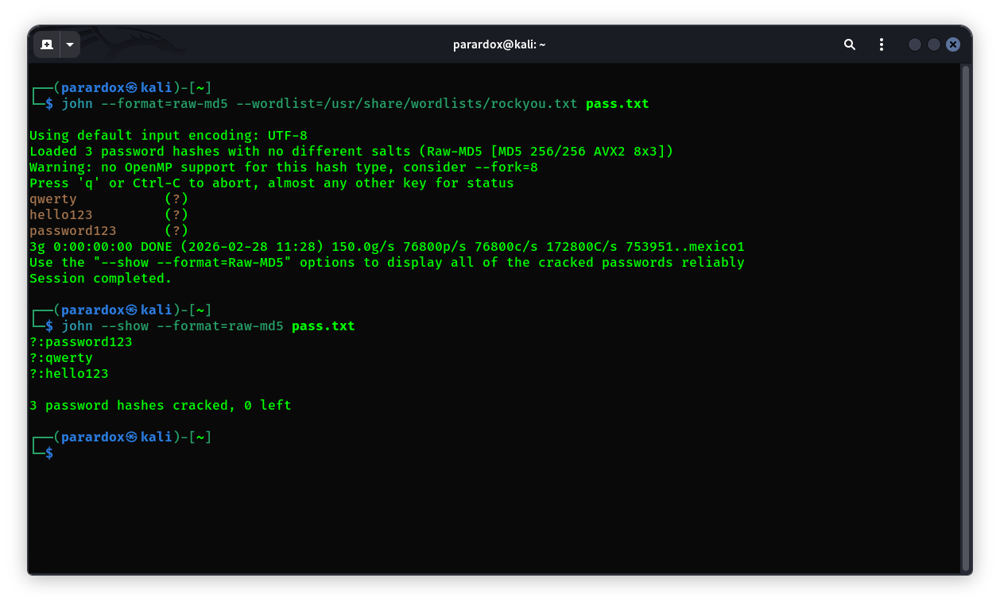 parardox@kali: ~
┌──(parardox㉿kali)-[~]
└─$ john --format=raw-md5 --wordlist=/usr/share/wordlists/rockyou.txt pass.txt
Using default input encoding: UTF-8
Loaded 3 password hashes with no different salts (Raw-MD5 [MD5 256/256 AVX2 8x3])
Warning: no OpenMP support for this hash type, consider --fork=8
Press 'q' or Ctrl-C to abort, almost any other key for status
qwerty           (?)
hello123         (?)
password123      (?)
3g 0:00:00:00 DONE (2026-02-28 11:28) 150.0g/s 76800p/s 76800c/s 172800C/s 753951..mexico1
Use the "--show --format=Raw-MD5" options to display all of the cracked passwords reliably
Session completed.
┌──(parardox㉿kali)-[~]
└─$ john --show --format=raw-md5 pass.txt
?:password123
?:qwerty
?:hello123
3 password hashes cracked, 0 left
┌──(parardox㉿kali)-[~]
└─$